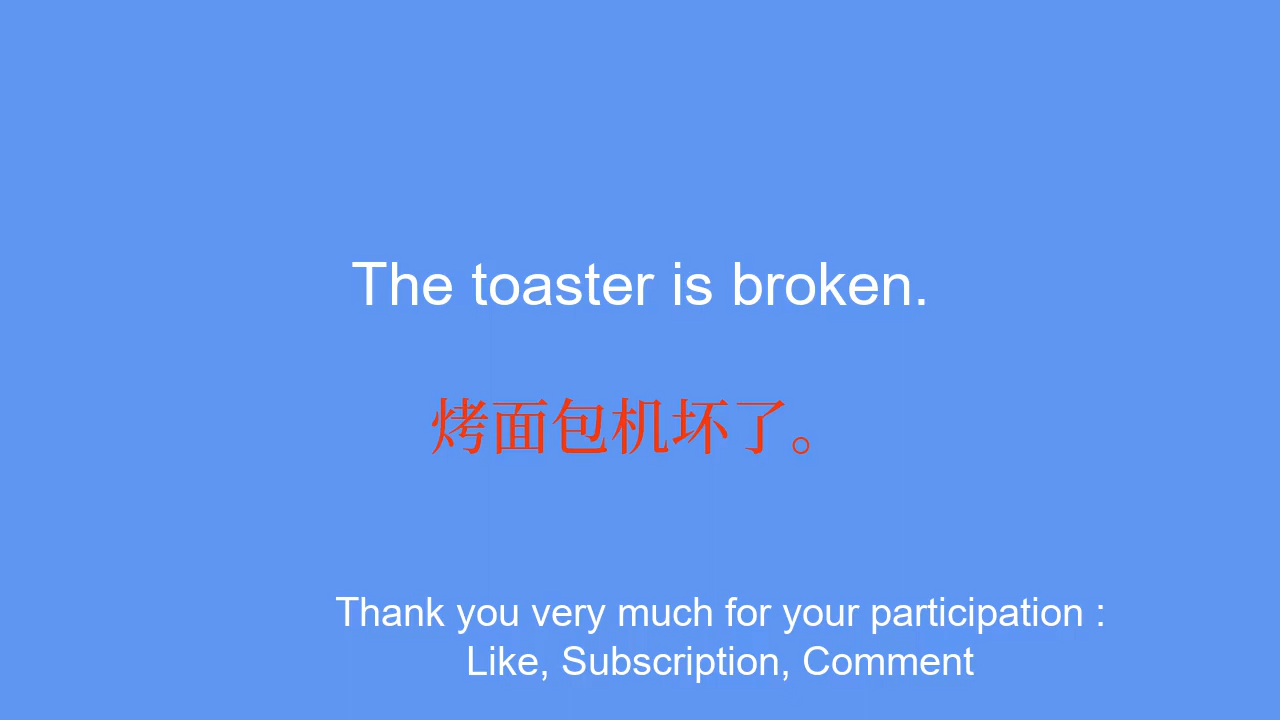 The toaster is broken.
烤面包机坏了。
Thank you very much for your participation :
Like, Subscription, Comment